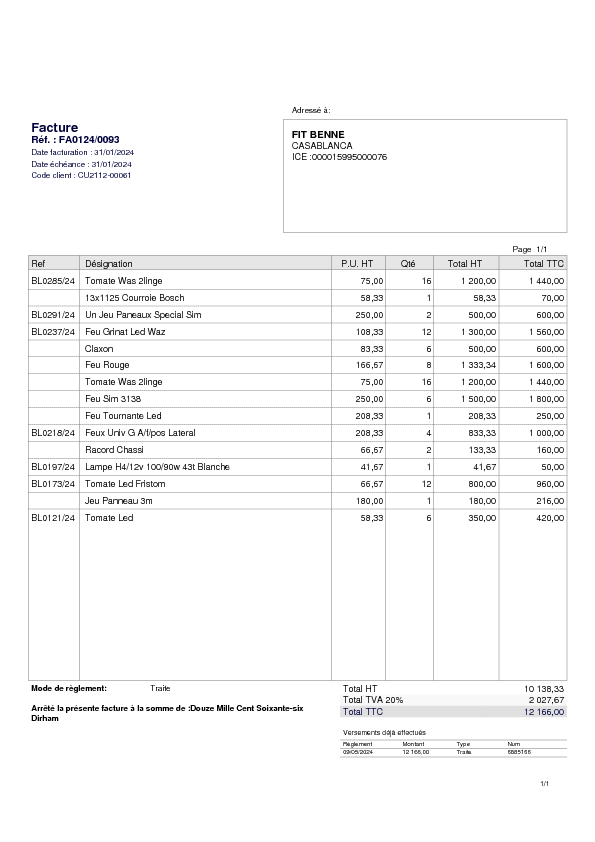 Adressé à:
Facture
Réf. : FA0124/0093
Date facturation : 31/01/2024
Date échéance : 31/01/2024
Code client : CU2112-00061
FIT BENNE
CASABLANCA
ICE :000015995000076
Page 1/1
Ref Désignation P.U. HT Qté Total HT Total TTC
BL0285/24 Tomate Was 2linge 75,00 16 1 200,00 1 440,00
13x1125 Courroie Bosch 58,33 1 58,33 70,00
BL0291/24 Un Jeu Paneaux Special Sim 250,00 2 500,00 600,00
BL0237/24 Feu Grinat Led Waz 108,33 12 1 300,00 1 560,00
Claxon 83,33 6 500,00 600,00
Feu Rouge 166,67 8 1 333,34 1 600,00
Tomate Was 2linge 75,00 16 1 200,00 1 440,00
Feu Sim 3138 250,00 6 1 500,00 1 800,00
Feu Tournante Led 208,33 1 208,33 250,00
BL0218/24 Feux Univ G A/f/pos Lateral 208,33 4 833,33 1 000,00
Racord Chassi 66,67 2 133,33 160,00
BL0197/24 Lampe H4/12v 100/90w 43t Blanche 41,67 1 41,67 50,00
BL0173/24 Tomate Led Fristom 66,67 12 800,00 960,00
Jeu Panneau 3m 180,00 1 180,00 216,00
BL0121/24 Tomate Led 58,33 6 350,00 420,00
Mode de règlement: Traite
Total HT 10 138,33
Total TVA 20% 2 027,67
Total TTC 12 166,00
Arrêté la présente facture à la somme de :Douze Mille Cent Soixante-six
Dirham
Versements déjà effectués
Règlement Montant Type Num
09/05/2024 12 166,00 Traite
1/1